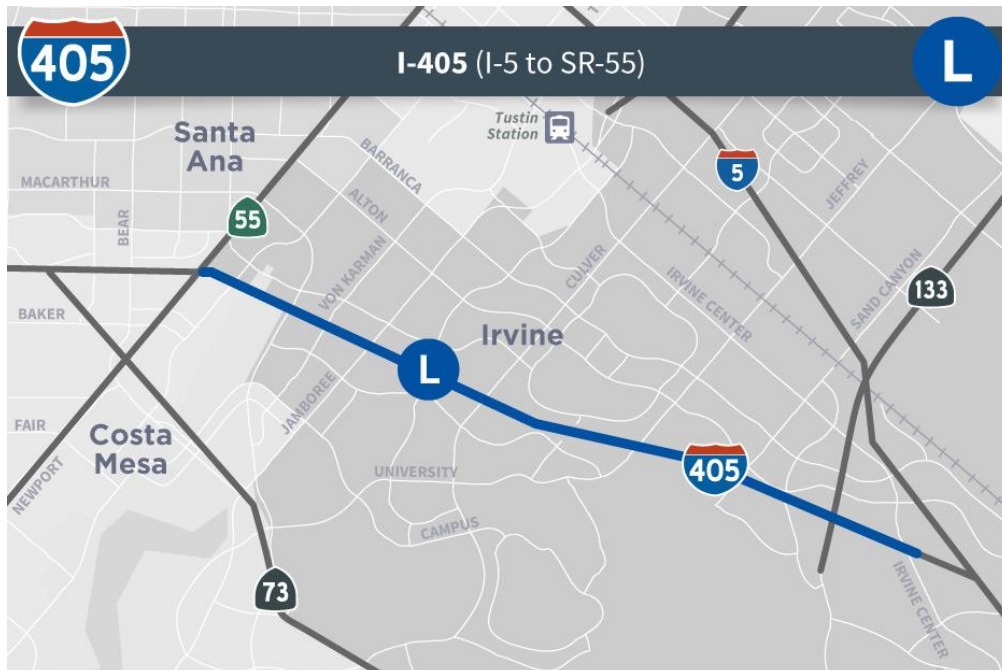 405
I-405 (I-5 to SR-55)
L
Santa
Ana
Tustin
Station
BARRANCA
5
JEFFREY
MACARTHUR
ALTON
BEAR
55
VON KARMAN
CULVER
IRVINE CENTER
SAND CANYON
133
BAKER
Irvine
L
JAMBOREE
FAIR
Costa
Mesa
NEWPORT
UNIVERSITY
405
CAMPUS
73
IRVINE CENTER